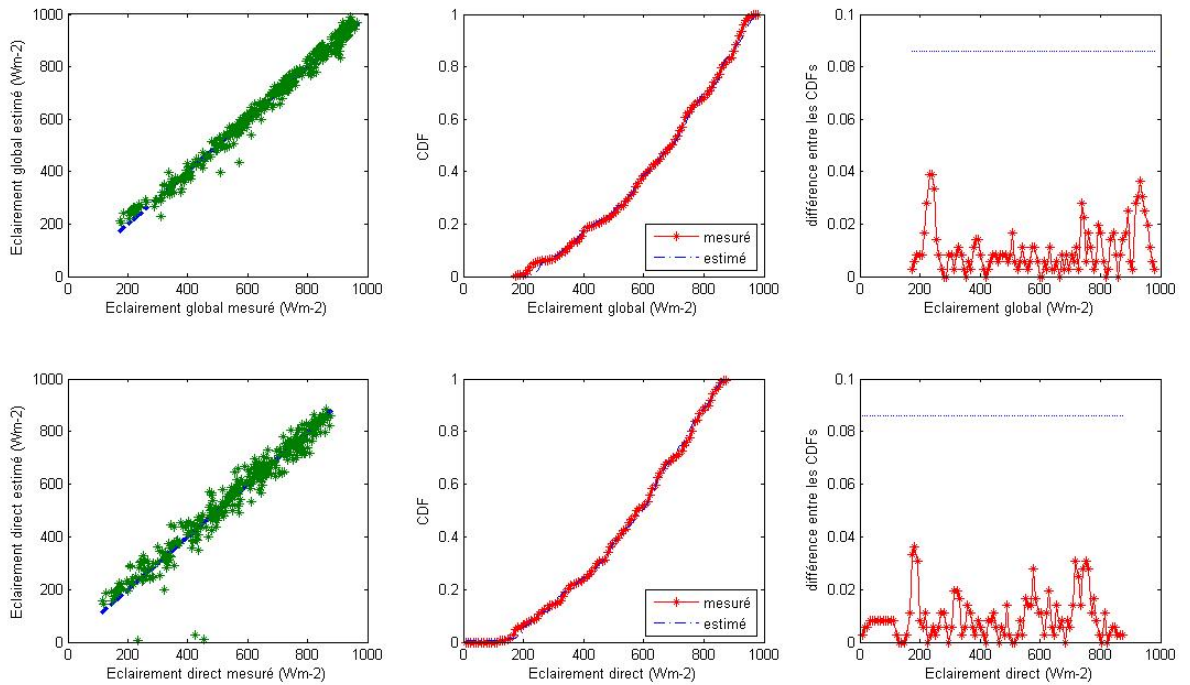 Eclairement global estimé (Wm-2)
1000
800
600
400
200
0
0 200 400 600 800 1000
Eclairement global mesuré (Wm-2)
CDF
1
0.8
0.6
0.4
0.2
0
0 200 400 600 800 1000
Eclairement global (Wm-2)
mesuré
estimé
différence entre les CDFs
0.1
0.08
0.06
0.04
0.02
0
0 200 400 600 800 1000
Eclairement global (Wm-2)
Eclairement direct estimé (Wm-2)
1000
800
600
400
200
0
0 200 400 600 800 1000
Eclairement direct mesuré (Wm-2)
CDF
1
0.8
0.6
0.4
0.2
0
0 200 400 600 800 1000
Eclairement direct (Wm-2)
mesuré
estimé
différence entre les CDFs
0.1
0.08
0.06
0.04
0.02
0
0 200 400 600 800 1000
Eclairement direct (Wm-2)